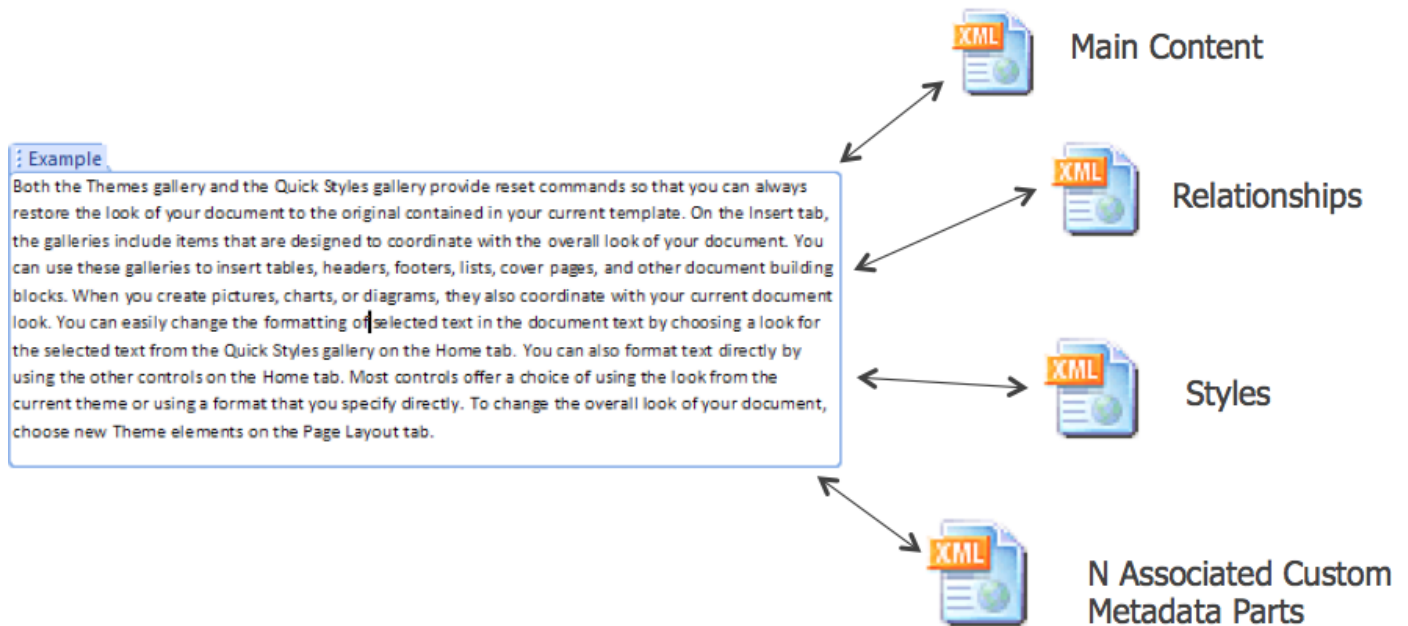 XML
Main Content
XML
Relationships
Example
Both the Themes gallery and the Quick Styles gallery provide reset commands so that you can always
restore the look of your document to the original contained in your current template. On the Insert tab,
the galleries include items that are designed to coordinate with the overall look of your document. You
can use these galleries to insert tables, headers, footers, lists, cover pages, and other document building
blocks. When you create pictures, charts, or diagrams, they also coordinate with your current document
look. You can easily change the formatting of selected text in the document text by choosing a look for
the selected text from the Quick Styles gallery on the Home tab. You can also format text directly by
using the other controls on the Home tab. Most controls offer a choice of using the look from the
current theme or using a format that you specify directly. To change the overall look of your document,
choose new Theme elements on the Page Layout tab.
XML
Styles
XML
N Associated Custom
Metadata Parts